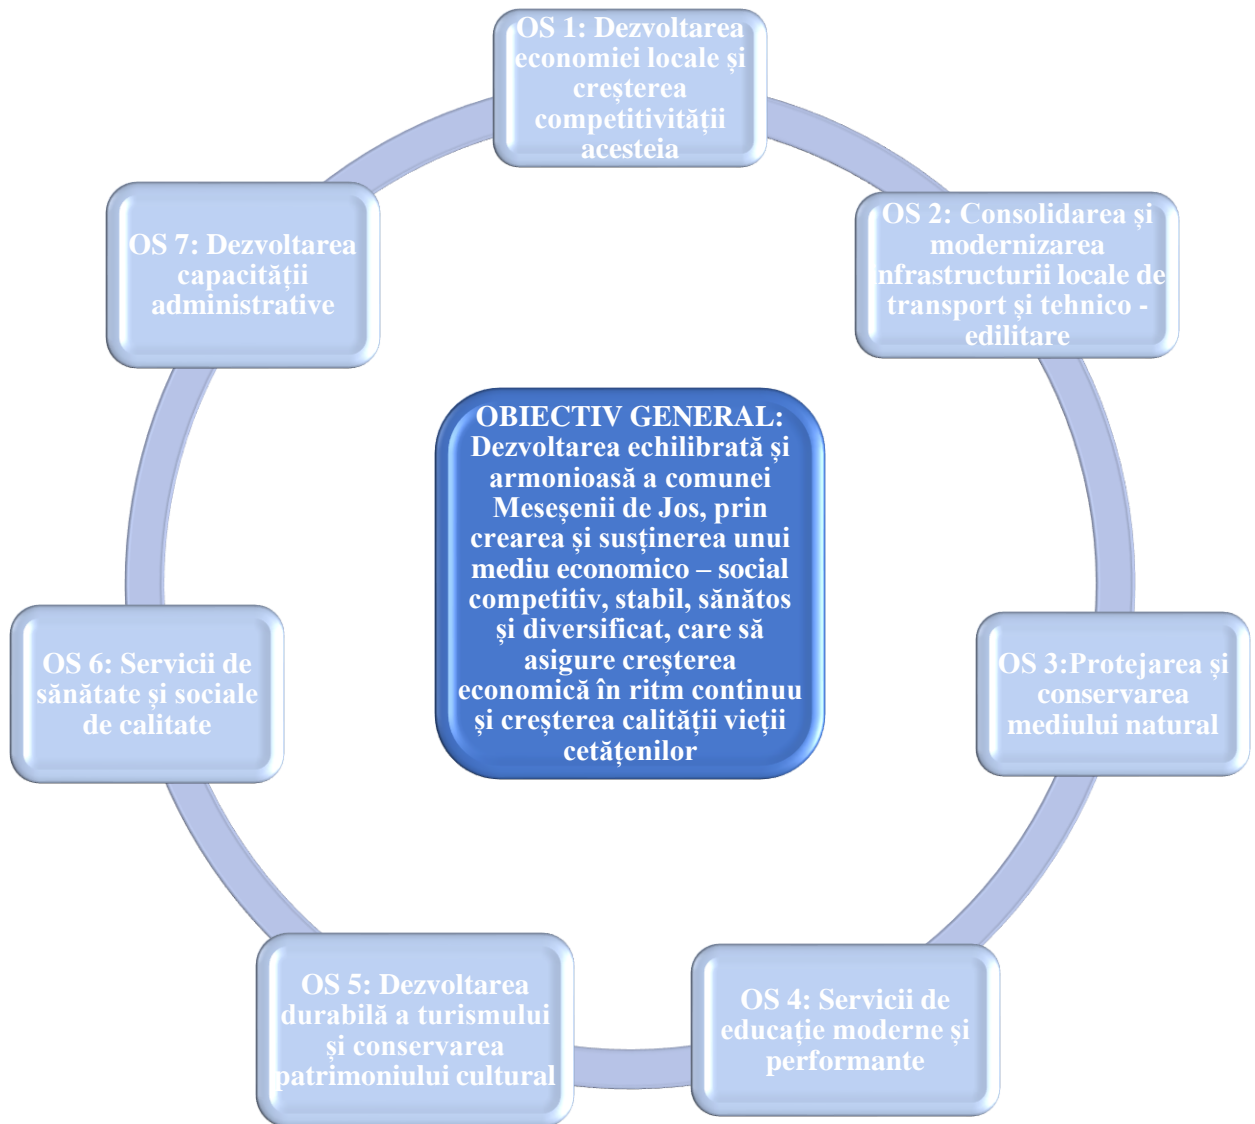 OS 1: Dezvoltarea
economiei locale și
creșterea
competitivității
acesteia
OS 2: Consolidarea și
modernizarea
nfrastructurii locale de
transport și tehnico -
edilitare
OS 3:Protejarea și
conservarea
mediului natural
OS 4: Servicii de
educație moderne și
performante
OS 5: Dezvoltarea
durabilă a turismului
și conservarea
patrimoniului cultural
OS 6: Servicii de
sănătate și sociale
de calitate
OS 7: Dezvoltarea
capacității
administrative
OBIECTIV GENERAL:
Dezvoltarea echilibrată și
armonioasă a comunei
Meseșenii de Jos, prin
crearea și susținerea unui
mediu economico – social
competitiv, stabil, sănătos
și diversificat, care să
asigure creșterea
economică în ritm continuu
și creșterea calității vieții
cetățenilor